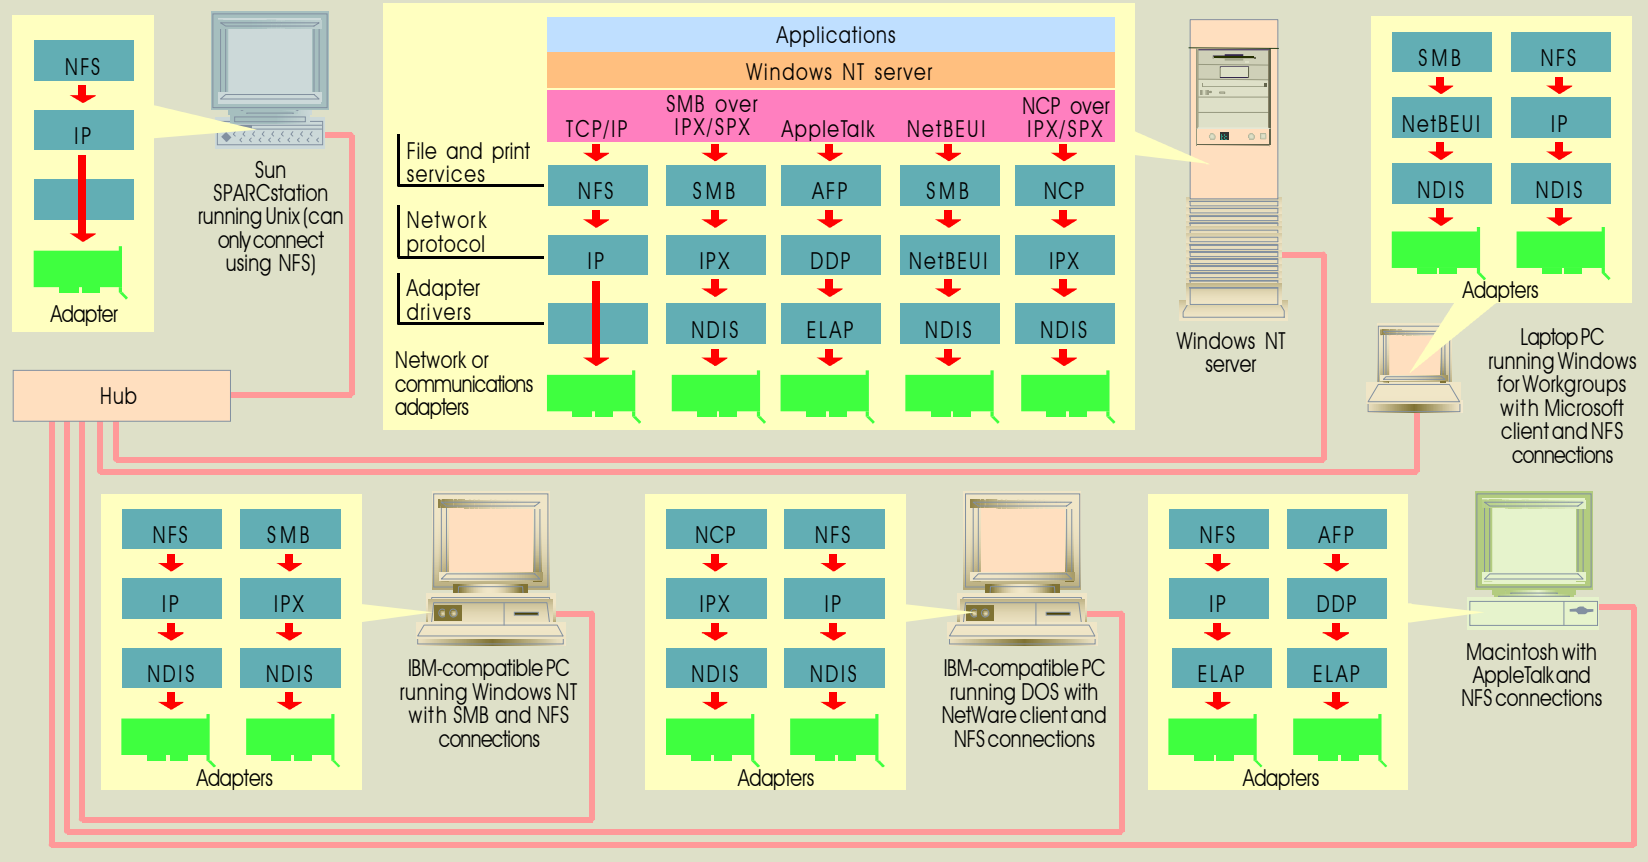 NFS
IP
Adapter
Sun
SPARCstation
running Unix (can
only connect
using NFS)
Applications
Windows NT server
TCP/IP
SMB over
IPX/SPX
AppleTalk
NetBEUI
NCP over
IPX/SPX
File and print
services
NFS
SMB
AFP
SMB
NCP
Network
protocol
IP
IPX
DDP
NetBEUI
IPX
Adapter
drivers
NDIS
ELAP
NDIS
NDIS
Network or
communications
adapters
Windows NT
server
SMB
NFS
NetBEUI
IP
NDIS
NDIS
Adapters
Laptop PC
running Windows
for Workgroups
with Microsoft
client and NFS
connections
Hub
NFS
SMB
IP
IPX
NDIS
NDIS
Adapters
IBM-compatible PC
running Windows NT
with SMB and NFS
connections
NCP
NFS
IPX
IP
NDIS
NDIS
Adapters
IBM-compatible PC
running DOS with
NetWare client and
NFS connections
NFS
AFP
IP
DDP
ELAP
ELAP
Adapters
Macintosh with
AppleTalk and
NFS connections